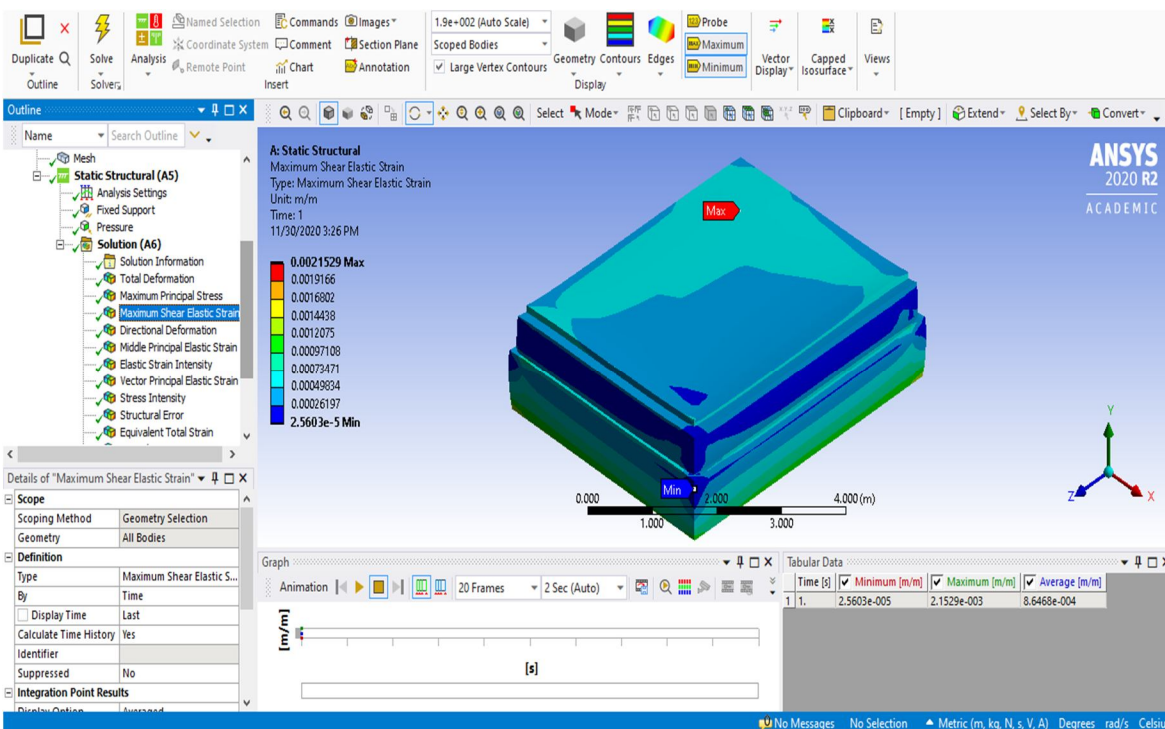 Duplicate
Outline
Solve
Solver
Analysis
Named Selection
Coordinate System
Remote Point
Commands
Comment
Chart
Images
Section Plane
Annotation
Insert
1.9e+002 (Auto Scale)
Scoped Bodies
Large Vertex Contours
Geometry
Contours
Edges
Display
Probe
Maximum
Minimum
Vector
Display
Capped
Isosurface
Views
Outline
Name
Search Outline
Mesh
Static Structural (A5)
Analysis Settings
Fixed Support
Pressure
Solution (A6)
Solution Information
Total Deformation
Maximum Principal Stress
Maximum Shear Elastic Strain
Directional Deformation
Middle Principal Elastic Strain
Elastic Strain Intensity
Vector Principal Elastic Strain
Stress Intensity
Structural Error
Equivalent Total Strain
Select Mode Clipboard [ Empty ] Extend Select By Convert
A: Static Structural
Maximum Shear Elastic Strain
Type: Maximum Shear Elastic Strain
Unit: m/m
Time: 1
11/30/2020 3:26 PM
0.0021529 Max
0.0019166
0.0016802
0.0014438
0.0012075
0.00097108
0.00073471
0.00049834
0.00026197
2.5603e-5 Min
Max
Min
ANSYS
2020 R2
ACADEMIC
0.000 2.000 4.000 (m)
1.000 3.000
Y
Z
X
Details of "Maximum Shear Elastic Strain"
Scope
Scoping Method Geometry Selection
Geometry All Bodies
Definition
Type Maximum Shear Elastic S...
By Time
Display Time Last
Calculate Time History Yes
Identifier
Suppressed No
Integration Point Results
Display Option Averaged
Graph
Animation 20 Frames 2 Sec (Auto)
[m/m]
[s]
Tabular Data
Time [s] Minimum [m/m] Maximum [m/m] Average [m/m]
1 1. 2.5603e-005 2.1529e-003 8.6468e-004
No Messages No Selection Metric (m, kg, N, s, V, A) Degrees rad/s Celsiu